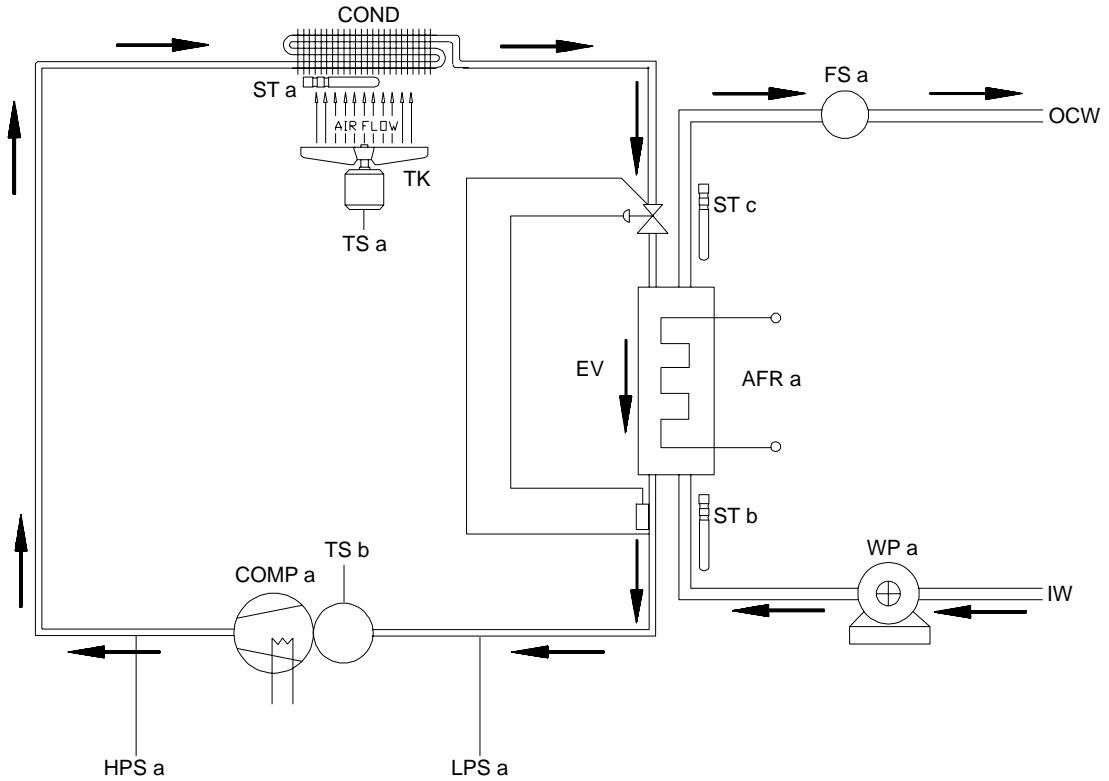 COND
ST a
AIR FLOW
TK
TS a
FS a
OCW
ST c
EV
AFR a
ST b
TS b
COMP a
WP a
IW
HPS a
LPS a